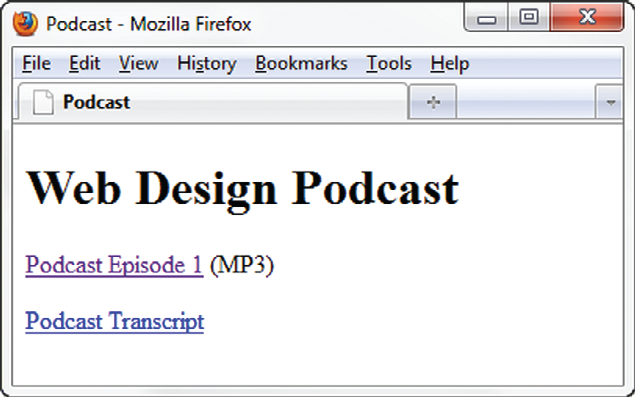 Podcast - Mozilla Firefox
File Edit View History Bookmarks Tools Help
Podcast
Web Design Podcast
Podcast Episode 1 (MP3)
Podcast Transcript